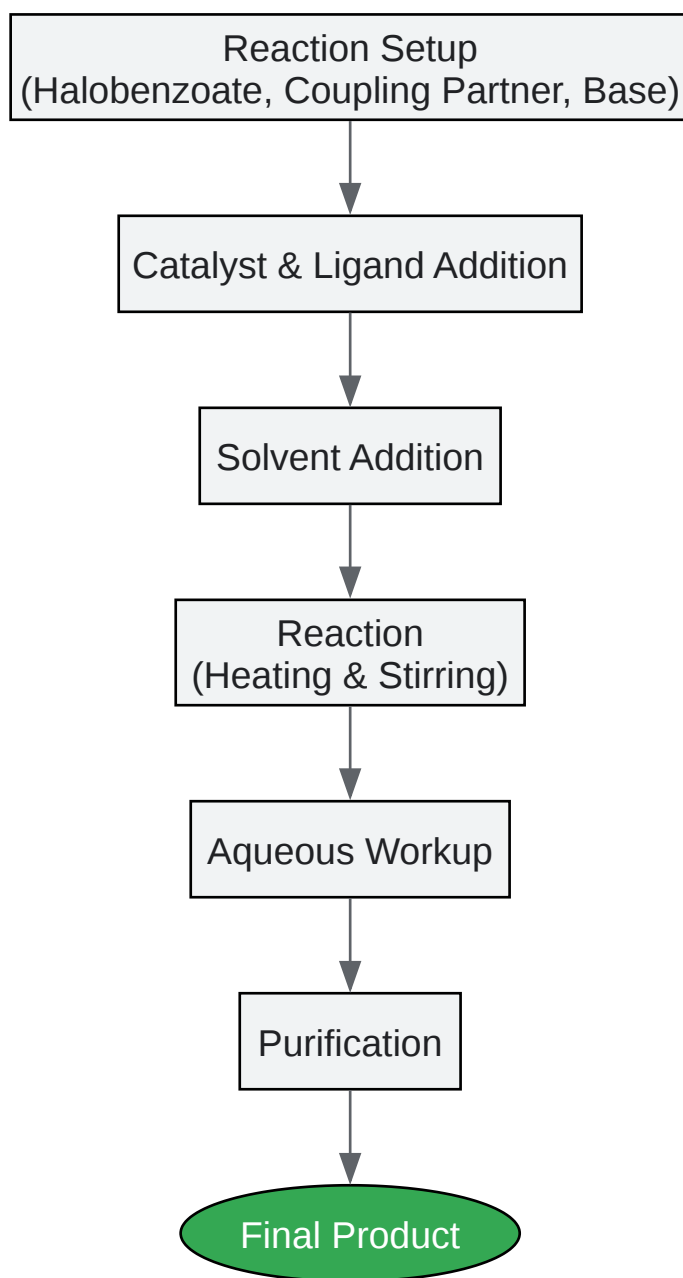 Reaction Setup
(Halobenzoate, Coupling Partner, Base)
Catalyst & Ligand Addition
Solvent Addition
Reaction
(Heating & Stirring)
Aqueous Workup
Purification
Final Product